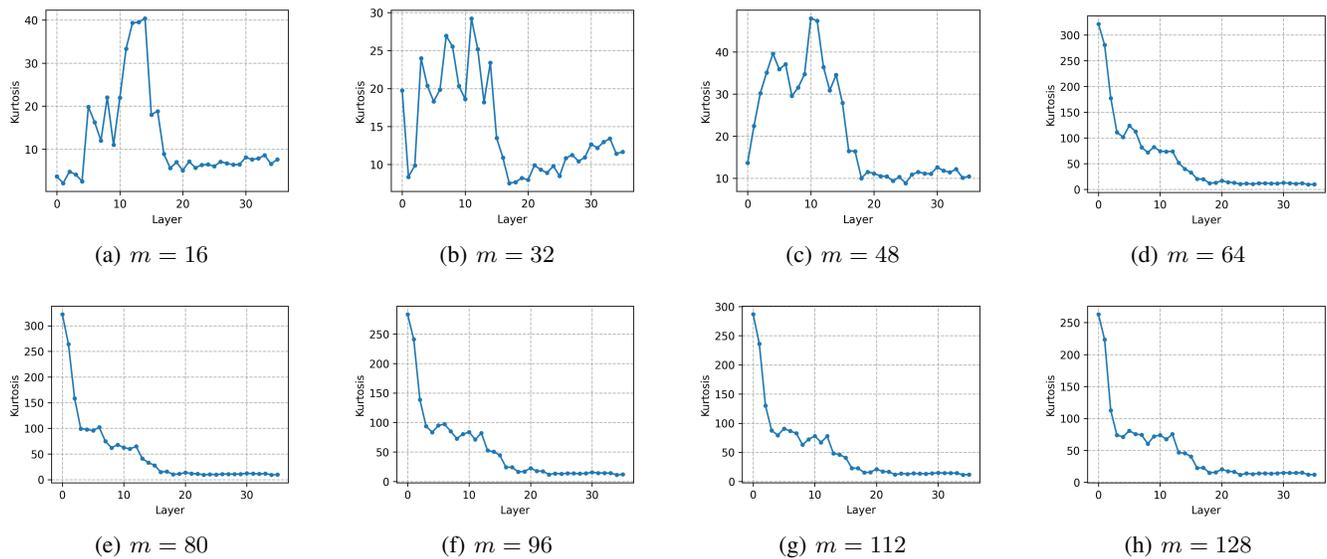 40
30
20
10
Kurtosis
0 10 20 30
Layer
(a) m = 16
30
25
20
15
10
Kurtosis
0 10 20 30
Layer
(b) m = 32
40
30
20
10
Kurtosis
0 10 20 30
Layer
(c) m = 48
300
250
200
150
100
50
0
Kurtosis
0 10 20 30
Layer
(d) m = 64
300
250
200
150
100
50
0
Kurtosis
0 10 20 30
Layer
(e) m = 80
250
200
150
100
50
0
Kurtosis
0 10 20 30
Layer
(f) m = 96
300
250
200
150
100
50
0
Kurtosis
0 10 20 30
Layer
(g) m = 112
250
200
150
100
50
0
Kurtosis
0 10 20 30
Layer
(h) m = 128